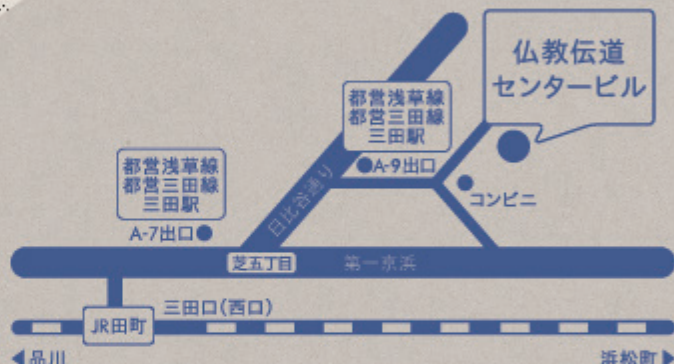 仏教伝道
センタービル
都営浅草線
都営三田線
三田駅
A-9出口
コンビニ
日比谷通り
都営浅草線
都営三田線
三田駅
A-7出口
芝五丁目
第一京浜
三田口(西口)
JR田町
品川
浜松町